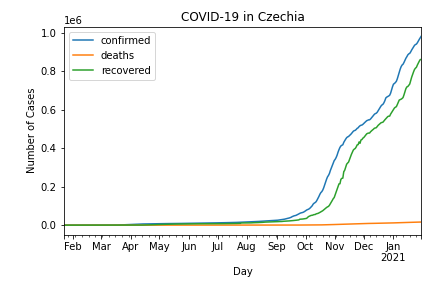 COVID-19 in Czechia
1e6
confirmed
deaths
recovered
Number of Cases
1.0
0.8
0.6
0.4
0.2
0.0
Feb Mar Apr May Jun Jul Aug Sep Oct Nov Dec Jan
2021
Day